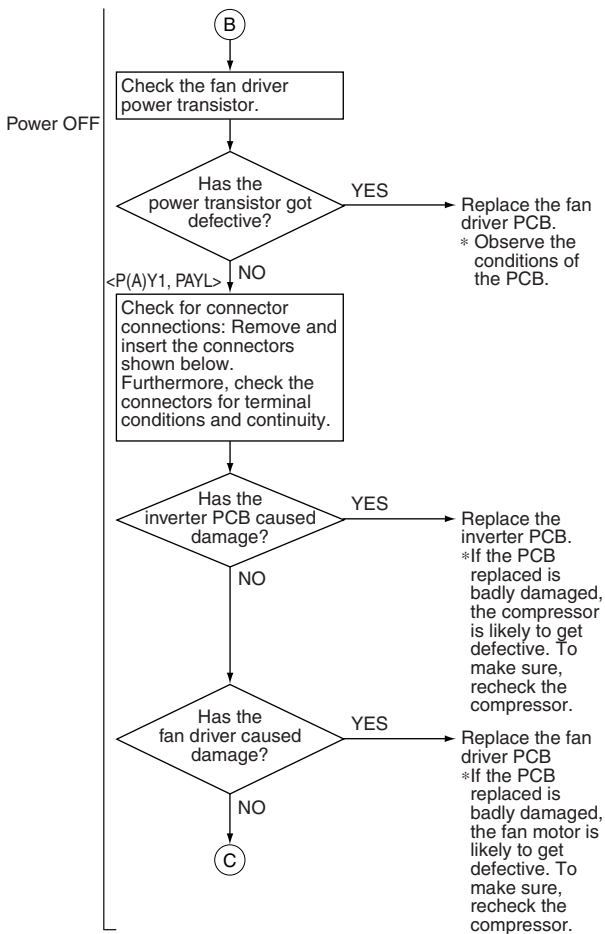 B
Check the fan driver
power transistor.
Power OFF
Has the
power transistor got
defective?
YES
Replace the fan
driver PCB.
* Observe the
conditions of
the PCB.
NO
<P(A)Y1, PAYL>
Check for connector
connections: Remove and
insert the connectors
shown below.
Furthermore, check the
connectors for terminal
conditions and continuity.
Has the
inverter PCB caused
damage?
YES
Replace the
inverter PCB.
*If the PCB
replaced is
badly damaged,
the compressor
is likely to get
defective. To
make sure,
recheck the
compressor.
NO
Has the
fan driver caused
damage?
YES
Replace the fan
driver PCB
*If the PCB
replaced is
badly damaged,
the fan motor is
likely to get
defective. To
make sure,
recheck the
compressor.
NO
C